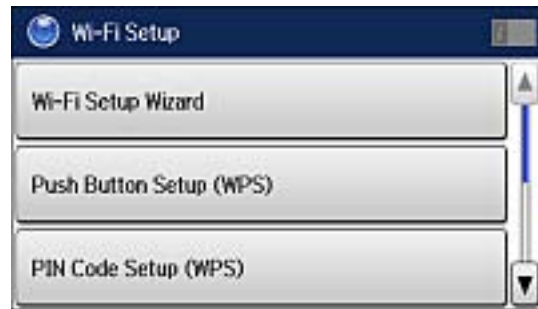 Wi-Fi Setup
Wi-Fi Setup Wizard
Push Button Setup (WPS)
PIN Code Setup (WPS)